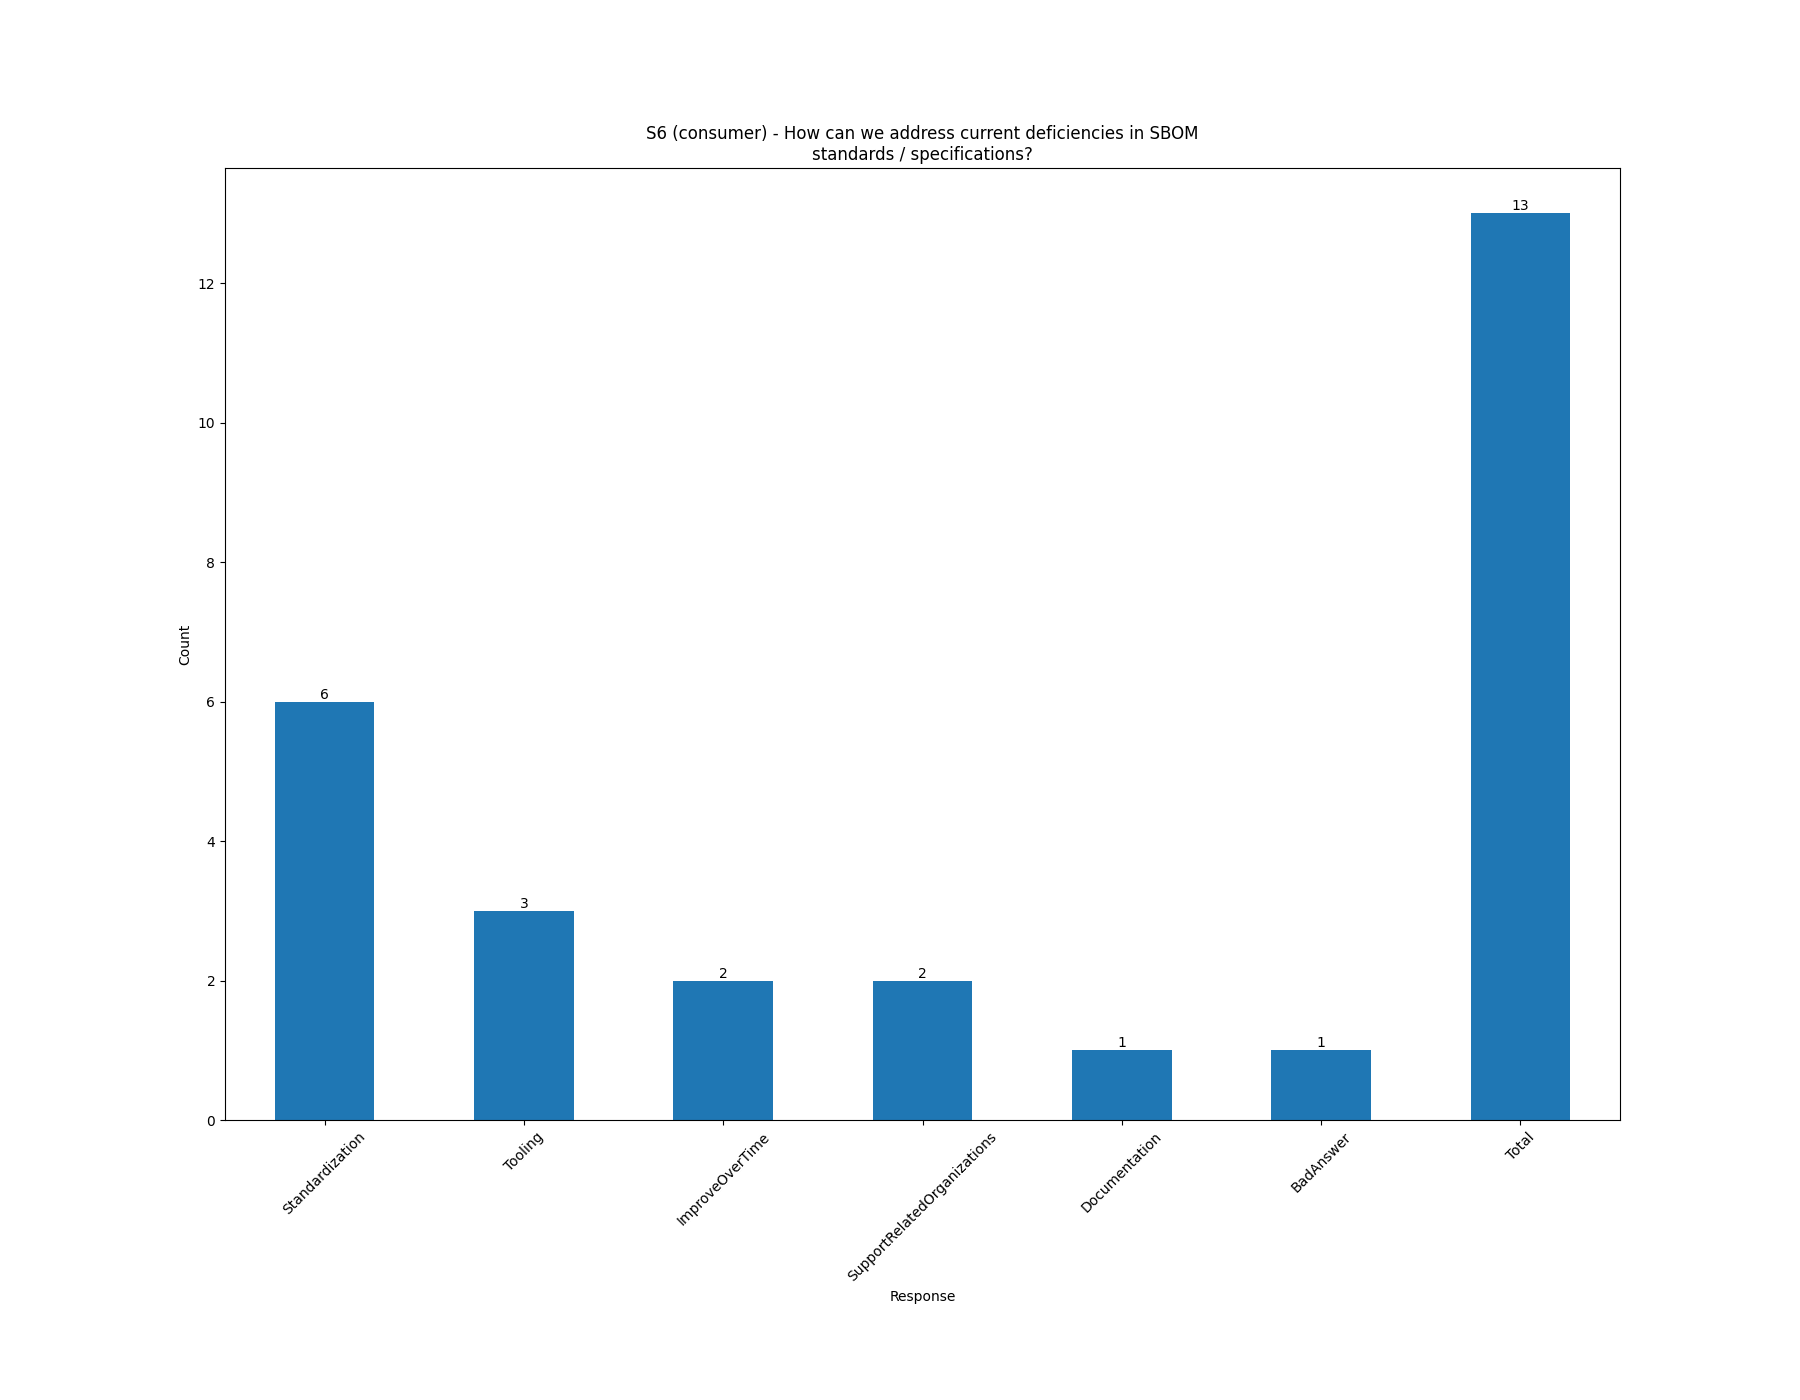 S6 (consumer) - How can we address current deficiencies in SBOM
standards / specifications?
Count
12
10
8
6
4
2
0
6
3
2
2
1
1
13
Standardization
Tooling
ImproveOverTime
SupportRelatedOrganizations
Documentation
BadAnswer
Total
Response